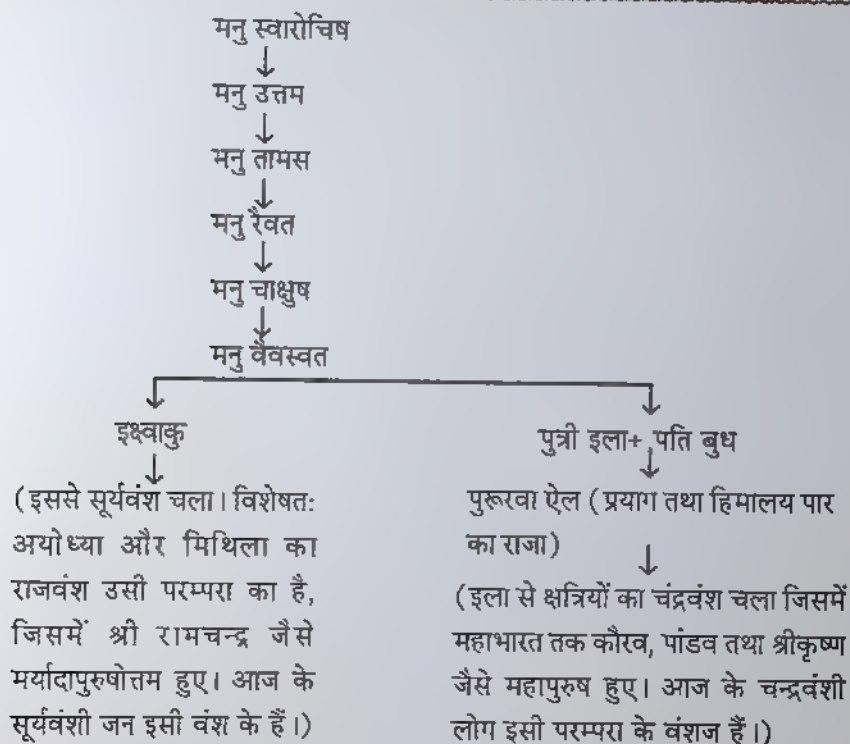 मनु स्वारोचिष
मनु उत्तम
मनु तामस
मनु रैवत
मनु चाक्षुष
मनु वैवस्वत
इक्ष्वाकु
(इससे सूर्यवंश चला। विशेषतः
अयोध्या और मिथिला का
राजवंश उसी परम्परा का है,
जिसमें श्री रामचन्द्र जैसे
मर्यादापुरुषोत्तम हुए। आज के
सूर्यवंशी जन इसी वंश के हैं।)
पुत्री इला+ पति बुध
पुरूरवा ऐल (प्रयाग तथा हिमालय पार
का राजा)
(इला से क्षत्रियों का चंद्रवंश चला जिसमें
महाभारत तक कौरव, पांडव तथा श्रीकृष्ण
जैसे महापुरुष हुए। आज के चन्द्रवंशी
लोग इसी परम्परा के वंशज हैं।)